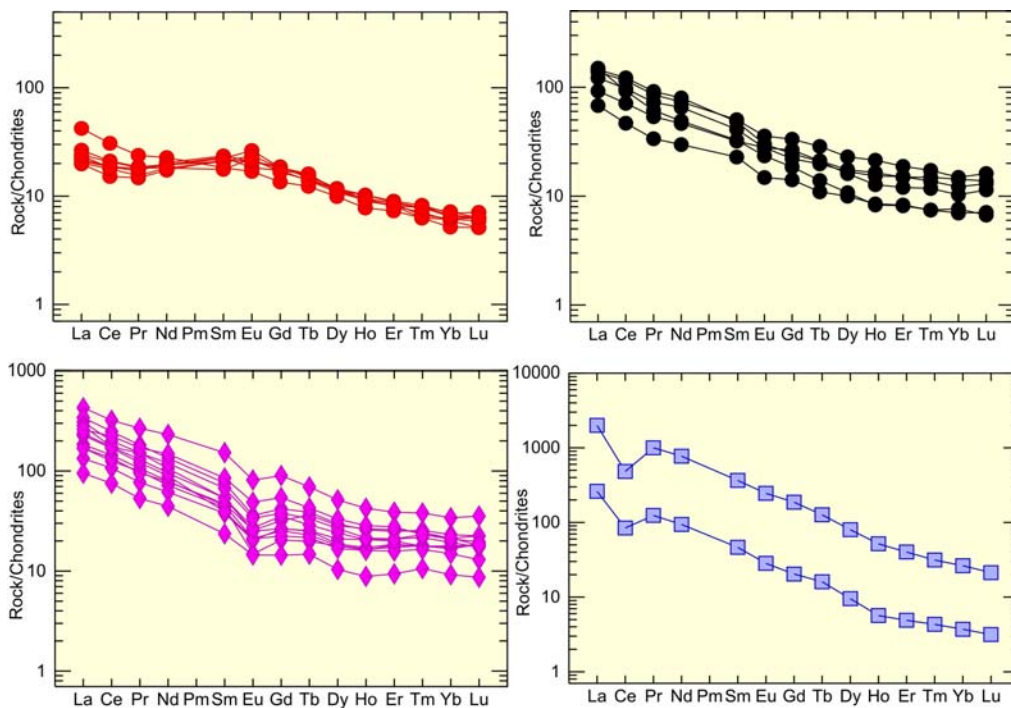 100
10
1
Rock/Chondrites
La Ce Pr Nd Pm Sm Eu Gd Tb Dy Ho Er Tm Yb Lu
100
10
1
Rock/Chondrites
La Ce Pr Nd Pm Sm Eu Gd Tb Dy Ho Er Tm Yb Lu
1000
100
10
1
Rock/Chondrites
La Ce Pr Nd Pm Sm Eu Gd Tb Dy Ho Er Tm Yb Lu
10000
1000
100
10
1
Rock/Chondrites
La Ce Pr Nd Pm Sm Eu Gd Tb Dy Ho Er Tm Yb Lu